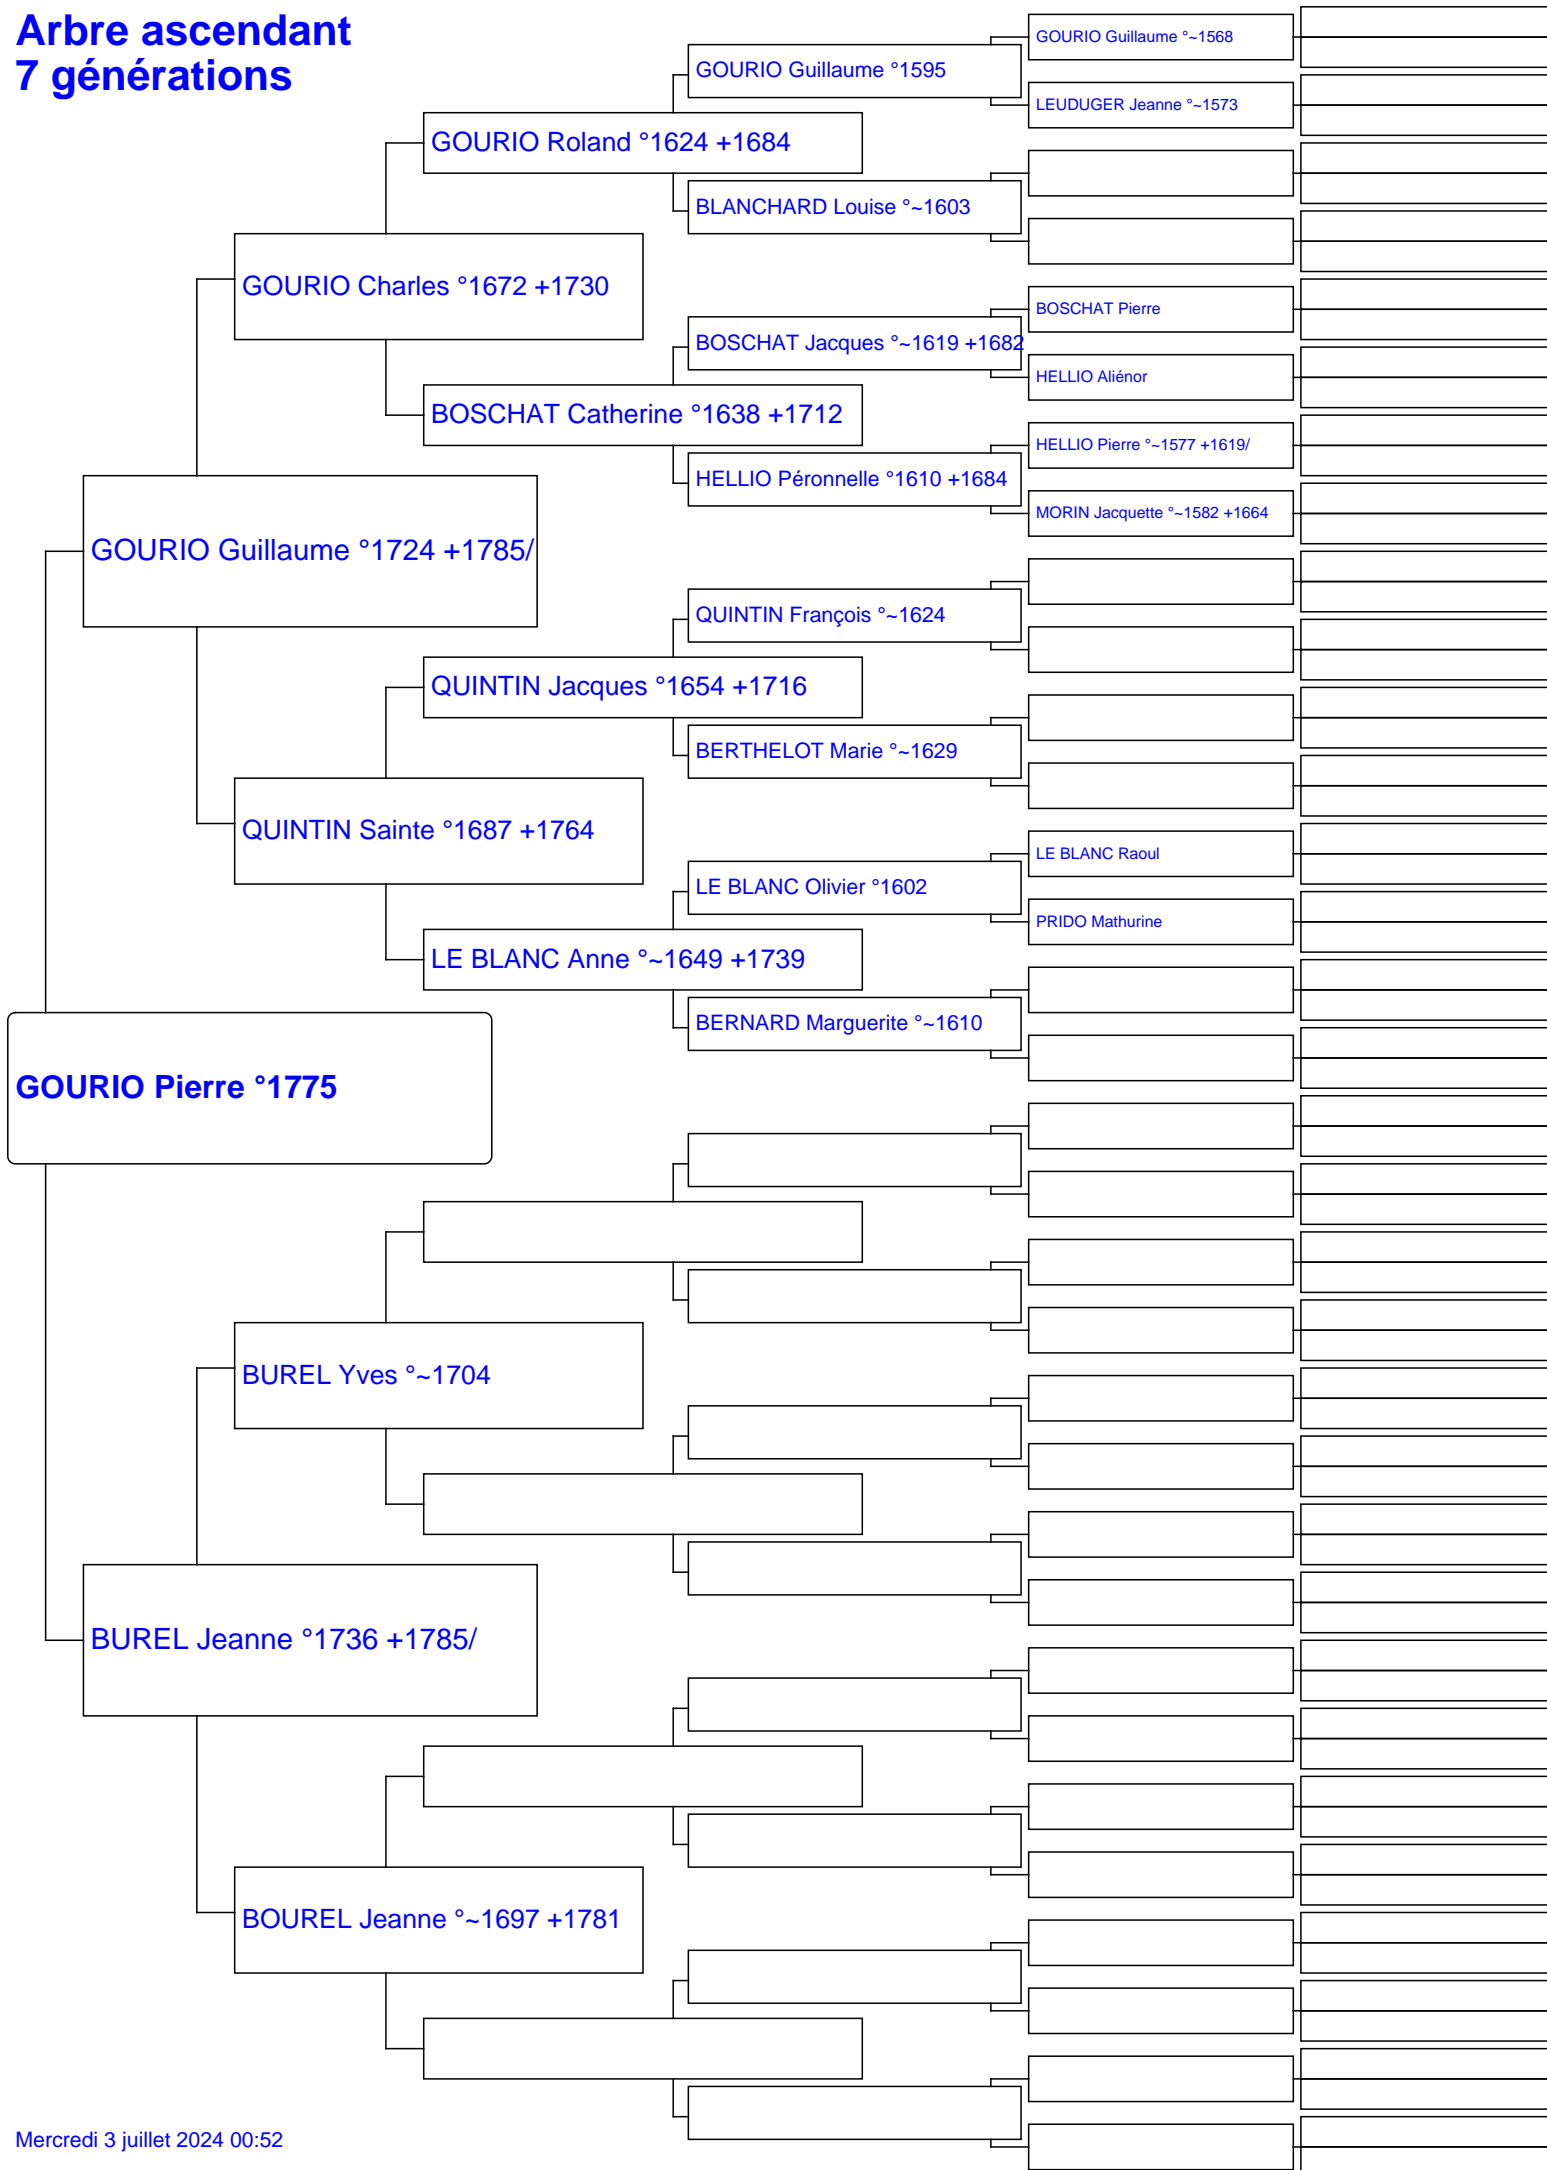 Arbre ascendant
7 générations
GOURIO Guillaume °~1568
GOURIO Guillaume °1595
LEUDUGER Jeanne °~1573
GOURIO Roland °1624 +1684
BLANCHARD Louise °~1603
GOURIO Charles °1672 +1730
BOSCHAT Pierre
BOSCHAT Jacques °~1619 +1682
HELLIO Aliénor
BOSCHAT Catherine °1638 +1712
HELLIO Pierre °~1577 +1619/
HELLIO Péronnelle °1610 +1684
MORIN Jacquette °~1582 +1664
GOURIO Guillaume °1724 +1785/
QUINTIN François °~1624
QUINTIN Jacques °1654 +1716
BERTHELOT Marie °~1629
QUINTIN Sainte °1687 +1764
LE BLANC Raoul
LE BLANC Olivier °1602
PRIDO Mathurine
LE BLANC Anne °~1649 +1739
BERNARD Marguerite °~1610
GOURIO Pierre °1775
BUREL Yves °~1704
BUREL Jeanne °1736 +1785/
BOUREL Jeanne °~1697 +1781
Mercredi 3 juillet 2024 00:52